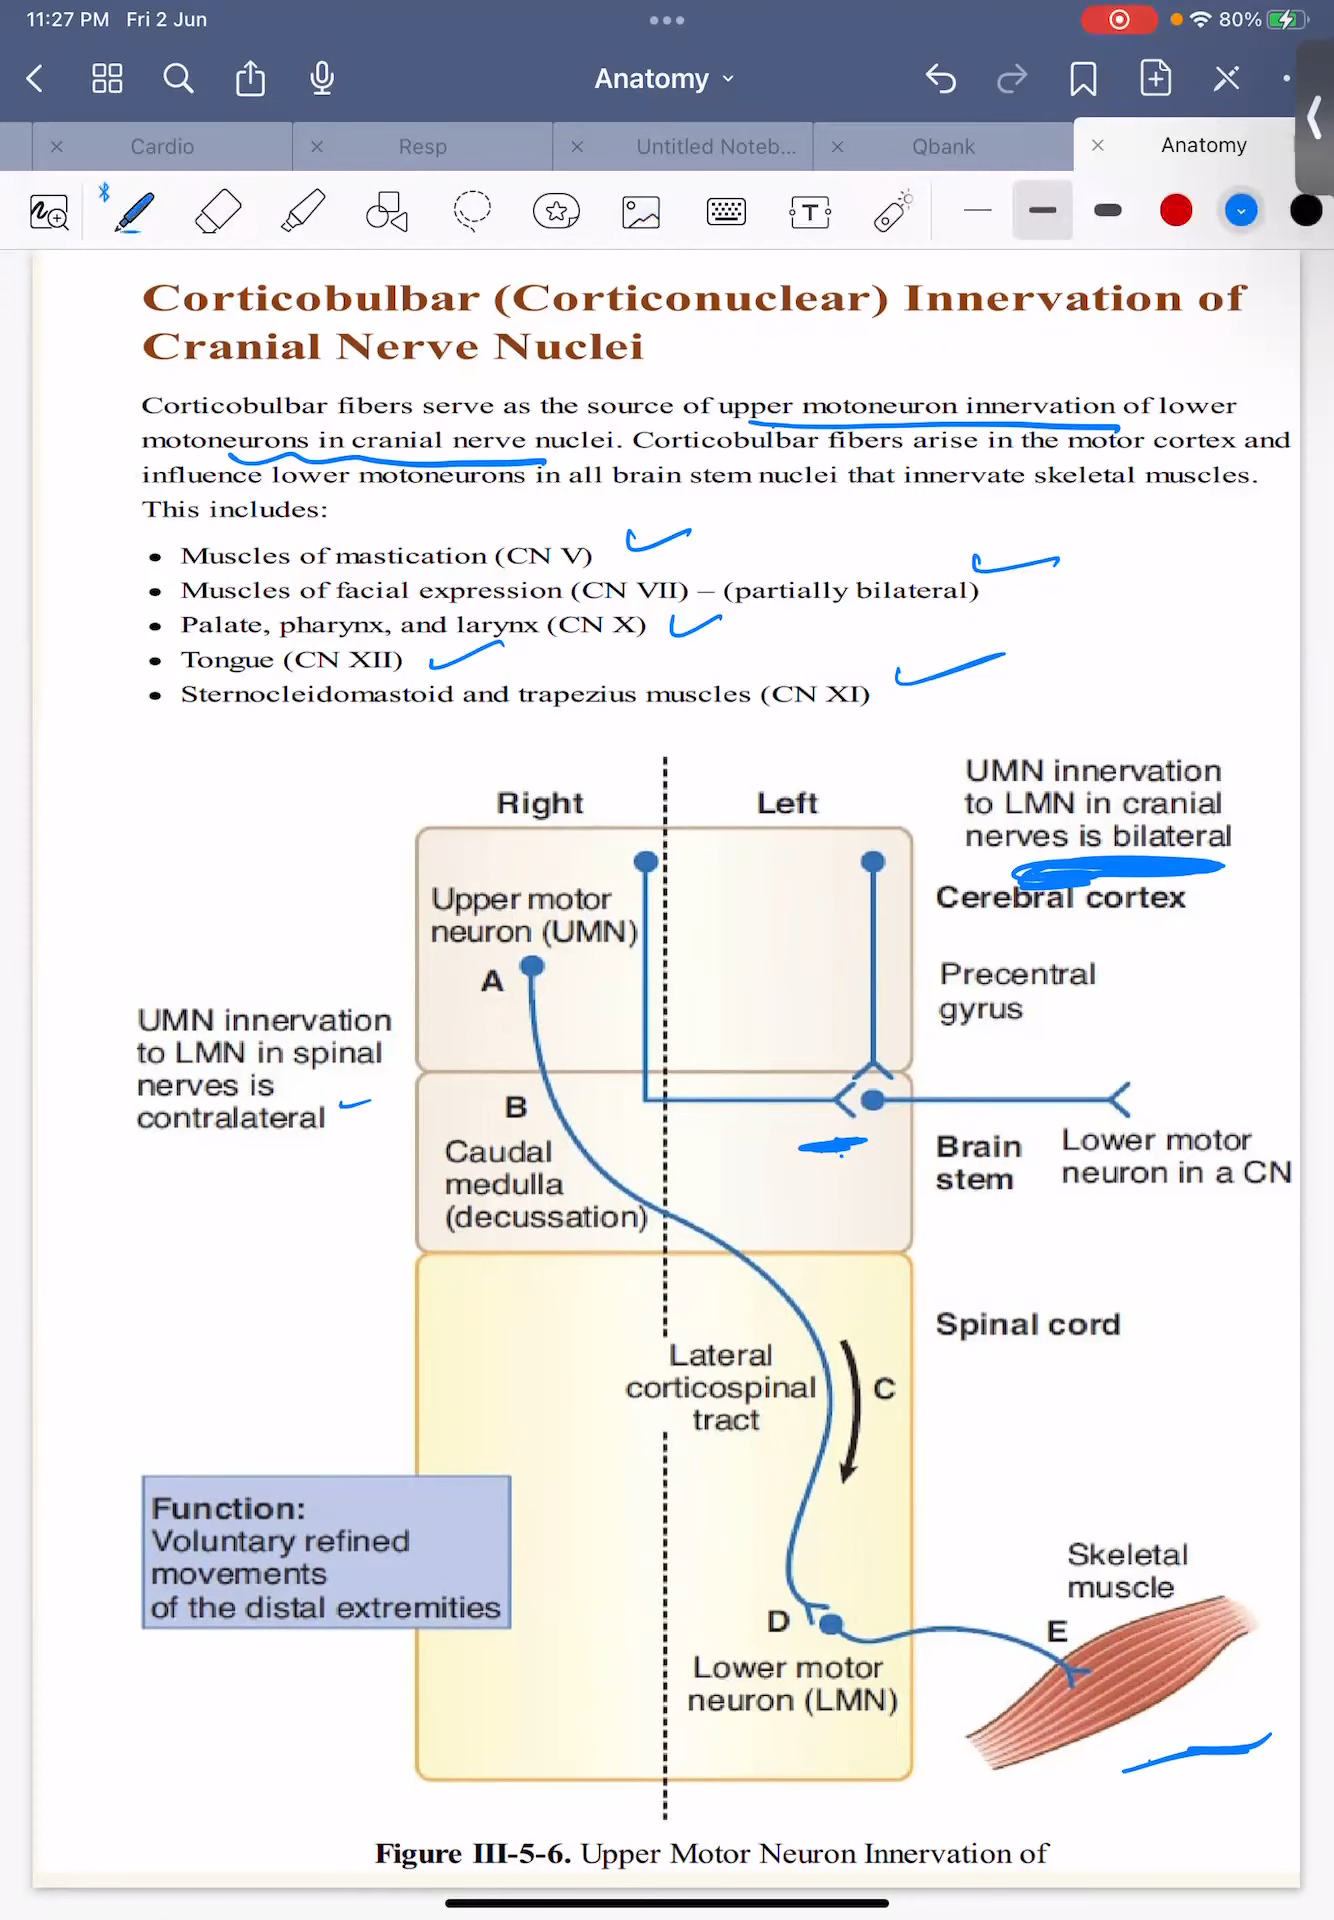 11:27 PM Fri 2 Jun
80%
Anatomy
Cardio
Resp
Untitled Noteb...
Qbank
Anatomy
Corticobulbar (Corticonuclear) Innervation of
Cranial Nerve Nuclei
Corticobulbar fibers serve as the source of upper motoneuron innervation of lower
motoneurons in cranial nerve nuclei. Corticobulbar fibers arise in the motor cortex and
influence lower motoneurons in all brain stem nuclei that innervate skeletal muscles.
This includes:
• Muscles of mastication (CN V)
• Muscles of facial expression (CN VII) – (partially bilateral)
• Palate, pharynx, and larynx (CN X)
• Tongue (CN XII)
• Sternocleidomastoid and trapezius muscles (CN XI)
UMN innervation
to LMN in cranial
nerves is bilateral
Right
Left
Cerebral cortex
Upper motor
neuron (UMN)
A
Precentral
gyrus
UMN innervation
to LMN in spinal
nerves is
contralateral
B
Caudal
medulla
(decussation)
Brain
stem
Lower motor
neuron in a CN
Spinal cord
Lateral
corticospinal
tract
C
Function:
Voluntary refined
movements
of the distal extremities
Skeletal
muscle
D
E
Lower motor
neuron (LMN)
Figure III-5-6. Upper Motor Neuron Innervation of